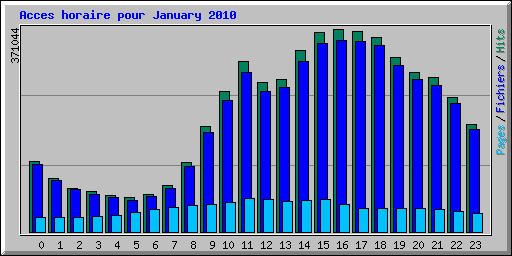 Acces horaire pour January 2010
371044
Pages/Fichiers/Hits
0 1 2 3 4 5 6 7 8 9 10 11 12 13 14 15 16 17 18 19 20 21 22 23